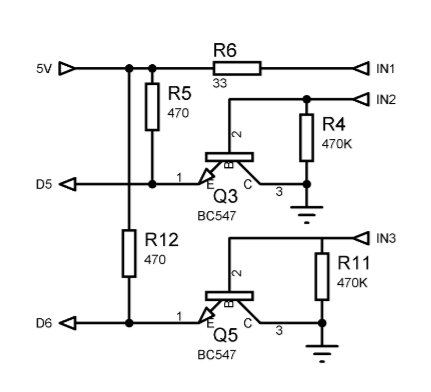 R6
5V
33
IN1
R5
470
IN2
R4
470K
2
B
D5
1
E
C
3
Q3
BC547
R12
470
IN3
R11
470K
2
B
D6
1
E
C
3
Q5
BC547